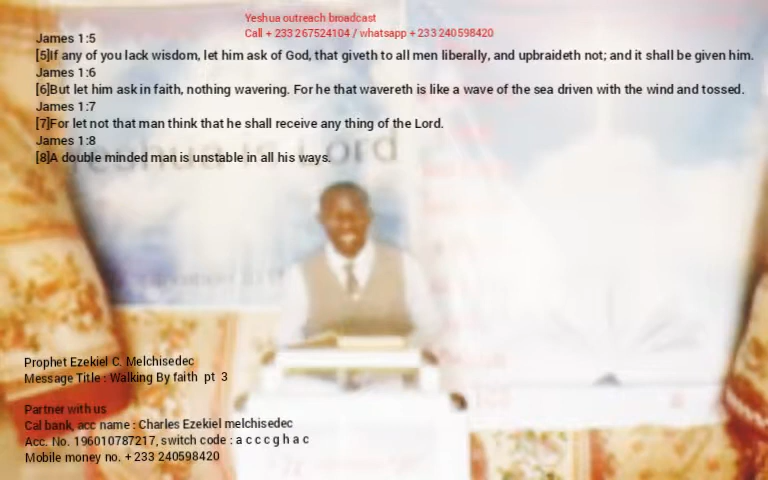 Yeshua outreach broadcast
Call + 233 267524104 / whatsapp + 233 240598420
James 1:5
[5]If any of you lack wisdom, let him ask of God, that giveth to all men liberally, and upbraideth not; and it shall be given him.
James 1:6
[6]But let him ask in faith, nothing wavering. For he that wavereth is like a wave of the sea driven with the wind and tossed.
James 1:7
[7]For let not that man think that he shall receive any thing of the Lord.
James 1:8
[8]A double minded man is unstable in all his ways.
Yeshua is Lord
Prophet Ezekiel C. Melchisedec
Message Title : Walking By faith pt 3
Partner with us
Cal bank, acc name : Charles Ezekiel melchisedec
Acc. No. 196010787217, switch code : a c c c g h a c
Mobile money no. + 233 240598420